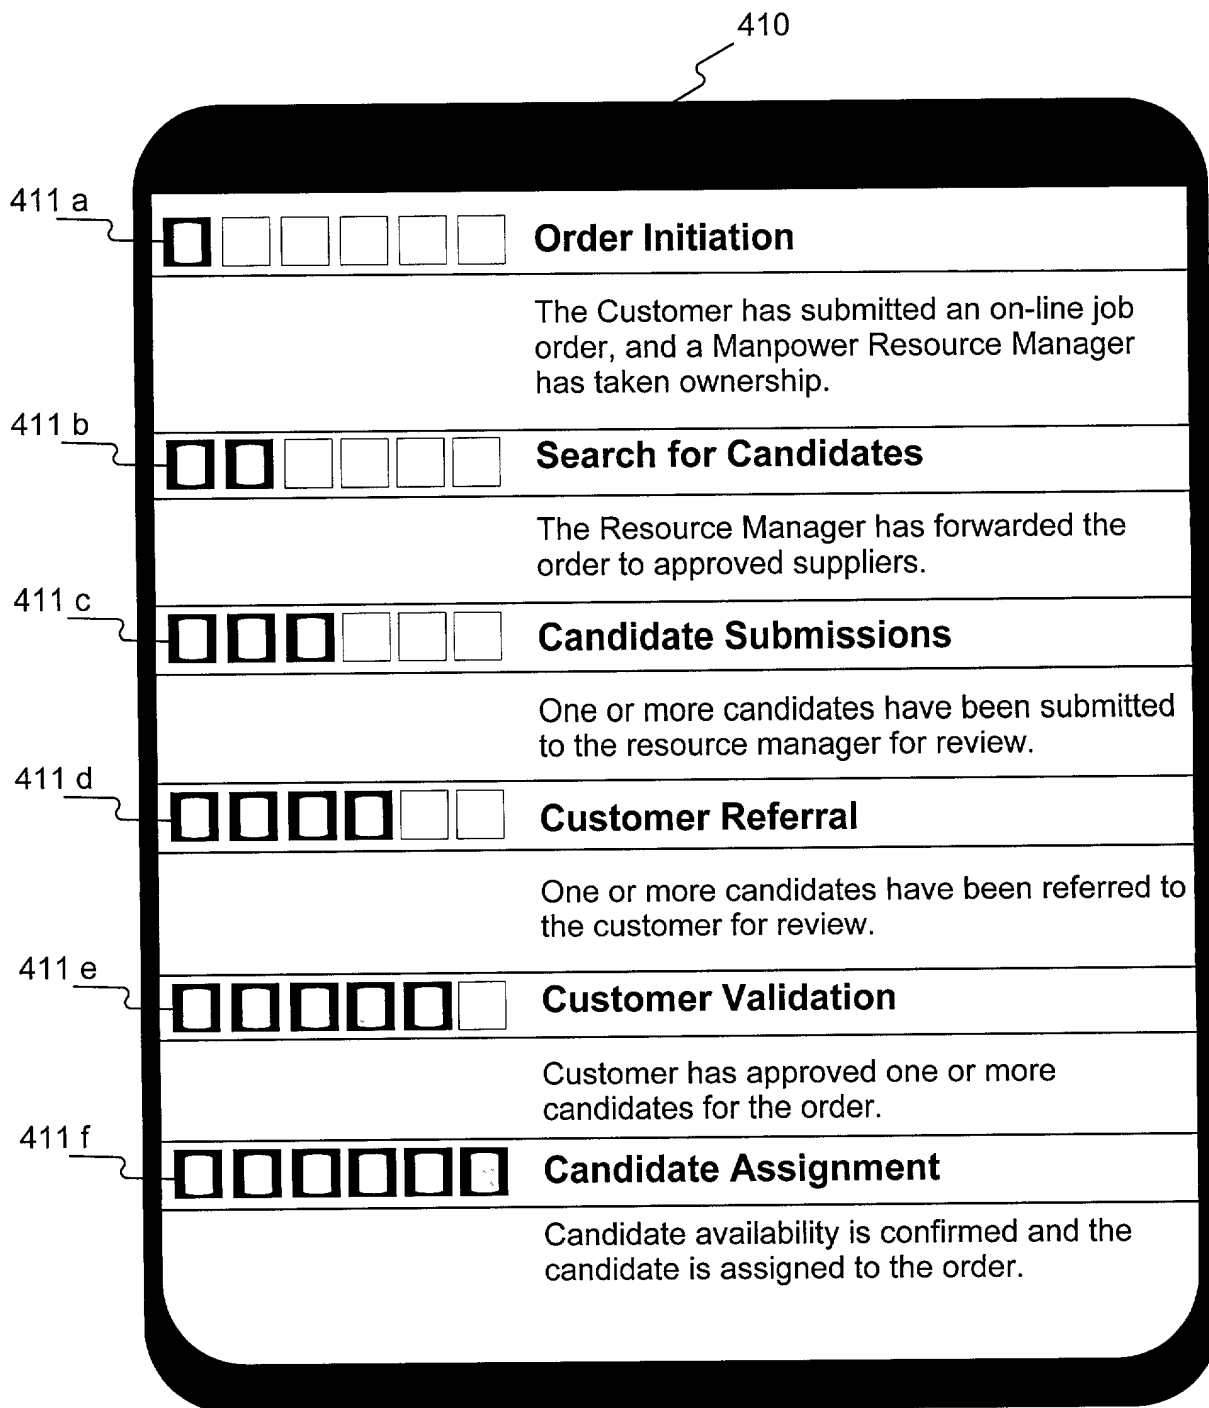 410
411 a
Order Initiation
The Customer has submitted an on-line job
order, and a Manpower Resource Manager
has taken ownership.
411 b
Search for Candidates
The Resource Manager has forwarded the
order to approved suppliers.
411 c
Candidate Submissions
One or more candidates have been submitted
to the resource manager for review.
411 d
Customer Referral
One or more candidates have been referred to
the customer for review.
411 e
Customer Validation
Customer has approved one or more
candidates for the order.
411 f
Candidate Assignment
Candidate availability is confirmed and the
candidate is assigned to the order.